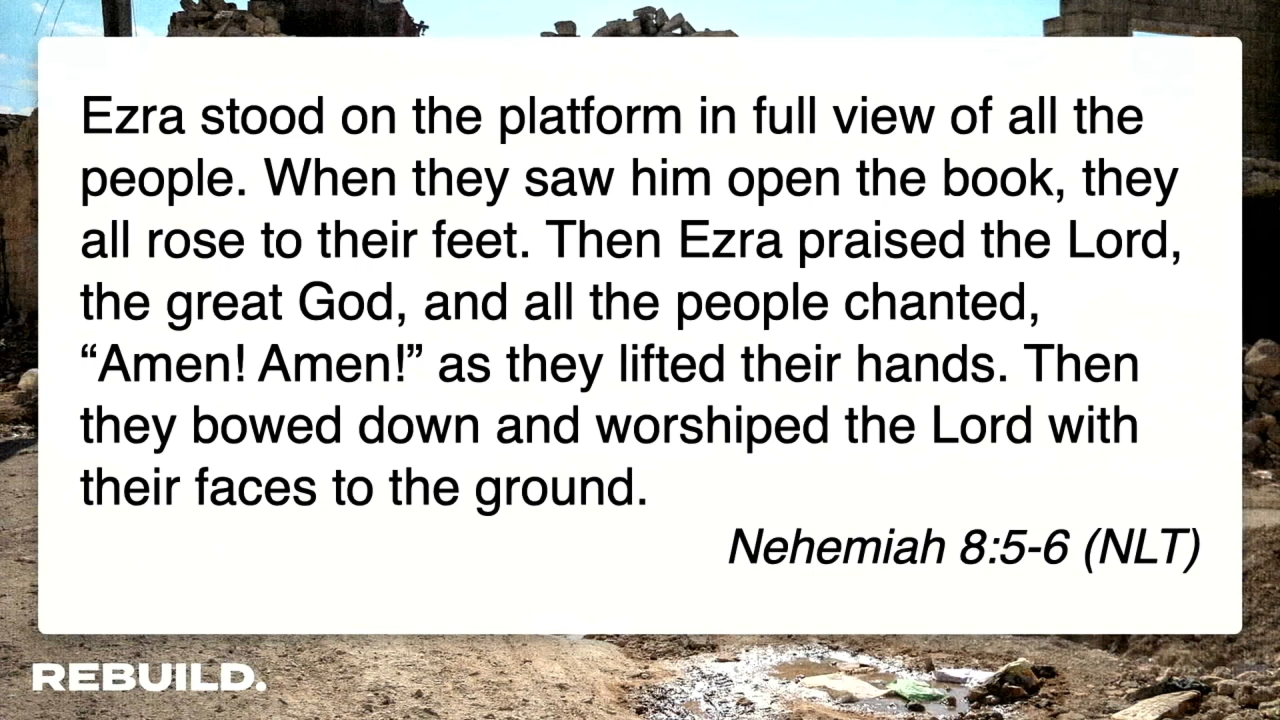 Ezra stood on the platform in full view of all the
people. When they saw him open the book, they
all rose to their feet. Then Ezra praised the Lord,
the great God, and all the people chanted,
“Amen! Amen!” as they lifted their hands. Then
they bowed down and worshiped the Lord with
their faces to the ground.
Nehemiah 8:5-6 (NLT)
REBUILD.